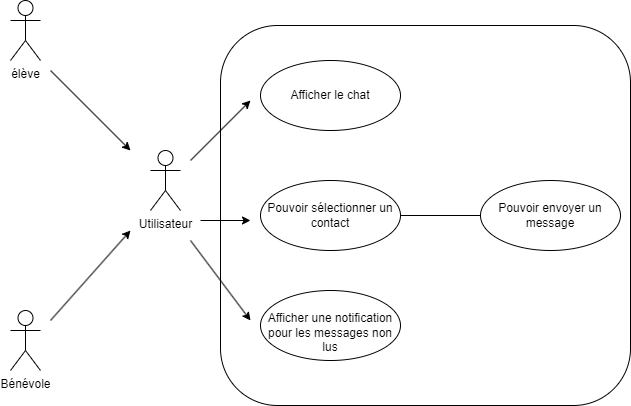 élève
Afficher le chat
Utilisateur
Pouvoir sélectionner un
contact
Pouvoir envoyer un
message
Afficher une notification
pour les messages non
lus
Bénévole